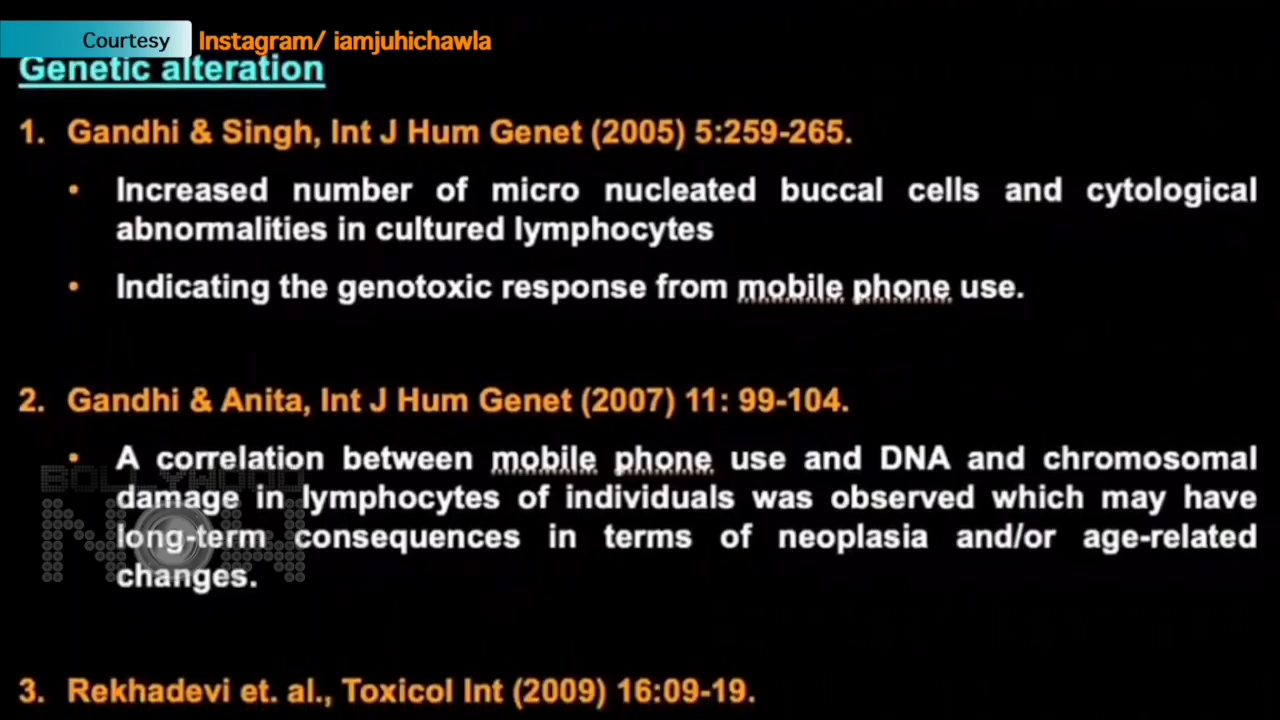 Courtesy
Instagram/ iamjuhichawla
Genetic alteration
1. Gandhi & Singh, Int J Hum Genet (2005) 5:259-265.
• Increased number of micro nucleated buccal cells and cytological
abnormalities in cultured lymphocytes
• Indicating the genotoxic response from mobile phone use.
2. Gandhi & Anita, Int J Hum Genet (2007) 11: 99-104.
• A correlation between mobile phone use and DNA and chromosomal
damage in lymphocytes of individuals was observed which may have
long-term consequences in terms of neoplasia and/or age-related
changes.
BOLLYWOOD
NOW
3. Rekhadevi et. al., Toxicol Int (2009) 16:09-19.